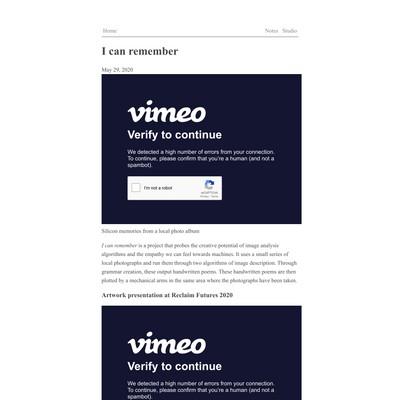 Home Notes Studio
I can remember
May 29, 2020
vimeo
Verify to continue
We detected a high number of errors from your connection.
To continue, please confirm that you're a human (and not a
spambot).
I'm not a robot
reCAPTCHA
Privacy - Terms
Silicon memories from a local photo album
I can remember is a project that probes the creative potential of image analysis
algorithms and the empathy we can feel towards machines. It uses a small series of
local photographs and run them through two algorithms of image description. Through
grammar creation, these output handwritten poems. These handwritten poems are then
plotted by a mechanical arms in the same area where the photographs have been taken.
Artwork presentation at Reclaim Futures 2020
vimeo
Verify to continue
We detected a high number of errors from your connection.
To continue, please confirm that you're a human (and not a
spambot).